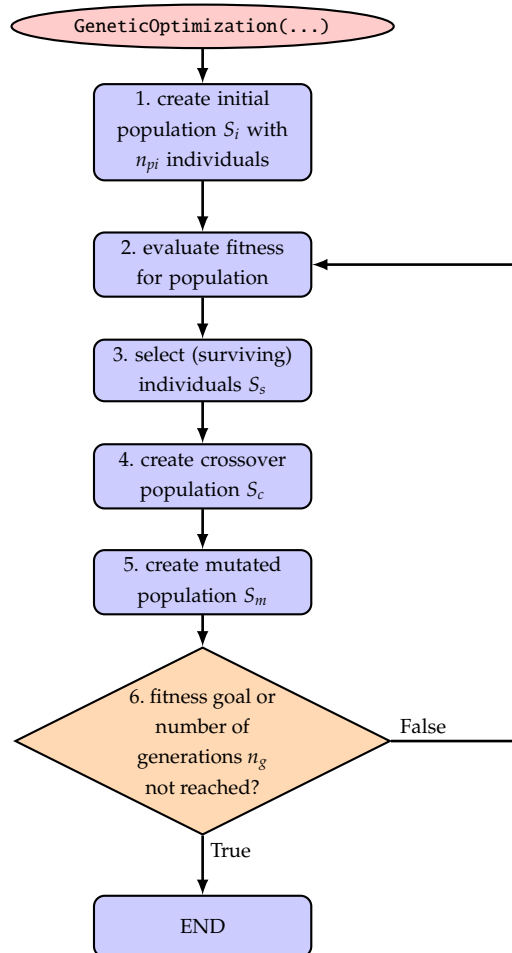 GeneticOptimization(...)
1. create initial
population S_i with
n_{pi} individuals
2. evaluate fitness
for population
3. select (surviving)
individuals S_s
4. create crossover
population S_c
5. create mutated
population S_m
6. fitness goal or
number of
generations n_g
not reached?
False
True
END